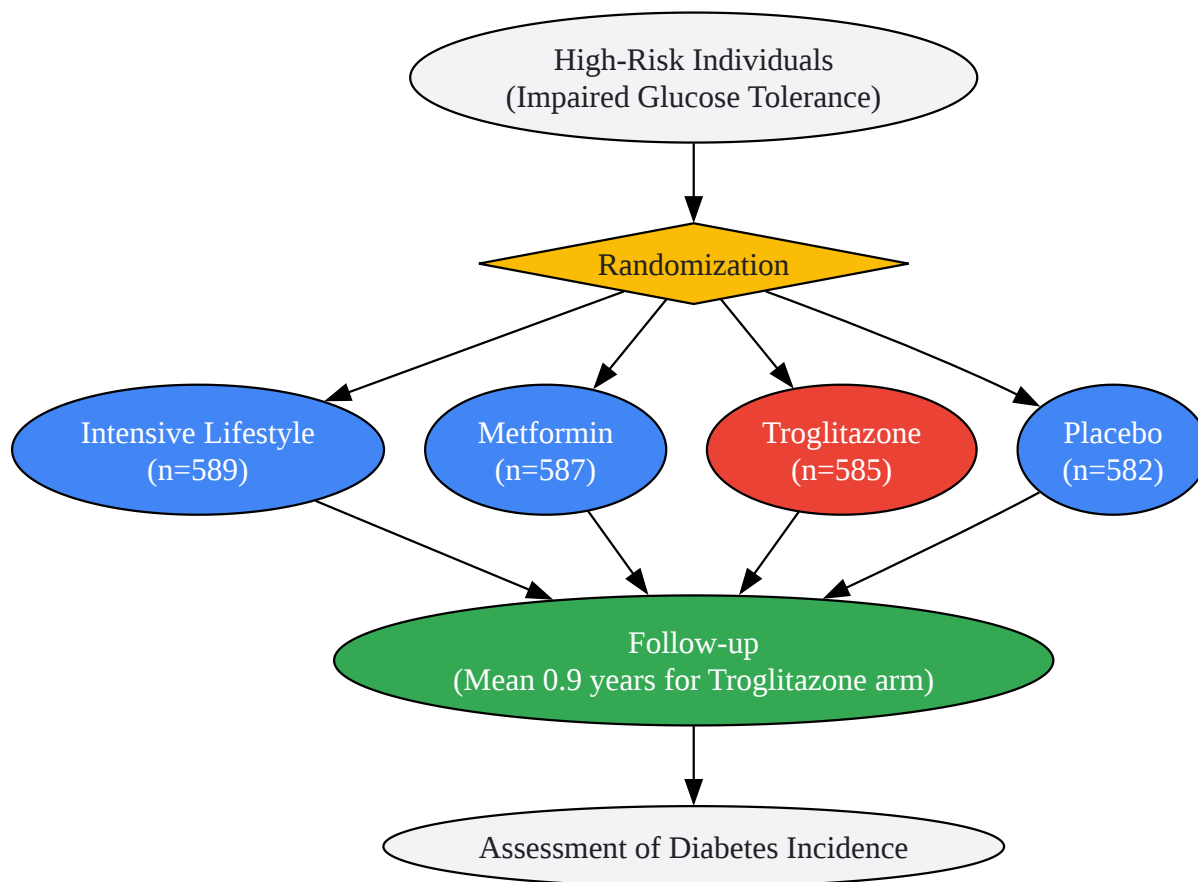 High-Risk Individuals
(Impaired Glucose Tolerance)
Randomization
Intensive Lifestyle
(n=589)
Metformin
(n=587)
Troglitazone
(n=585)
Placebo
(n=582)
Follow-up
(Mean 0.9 years for Troglitazone arm)
Assessment of Diabetes Incidence